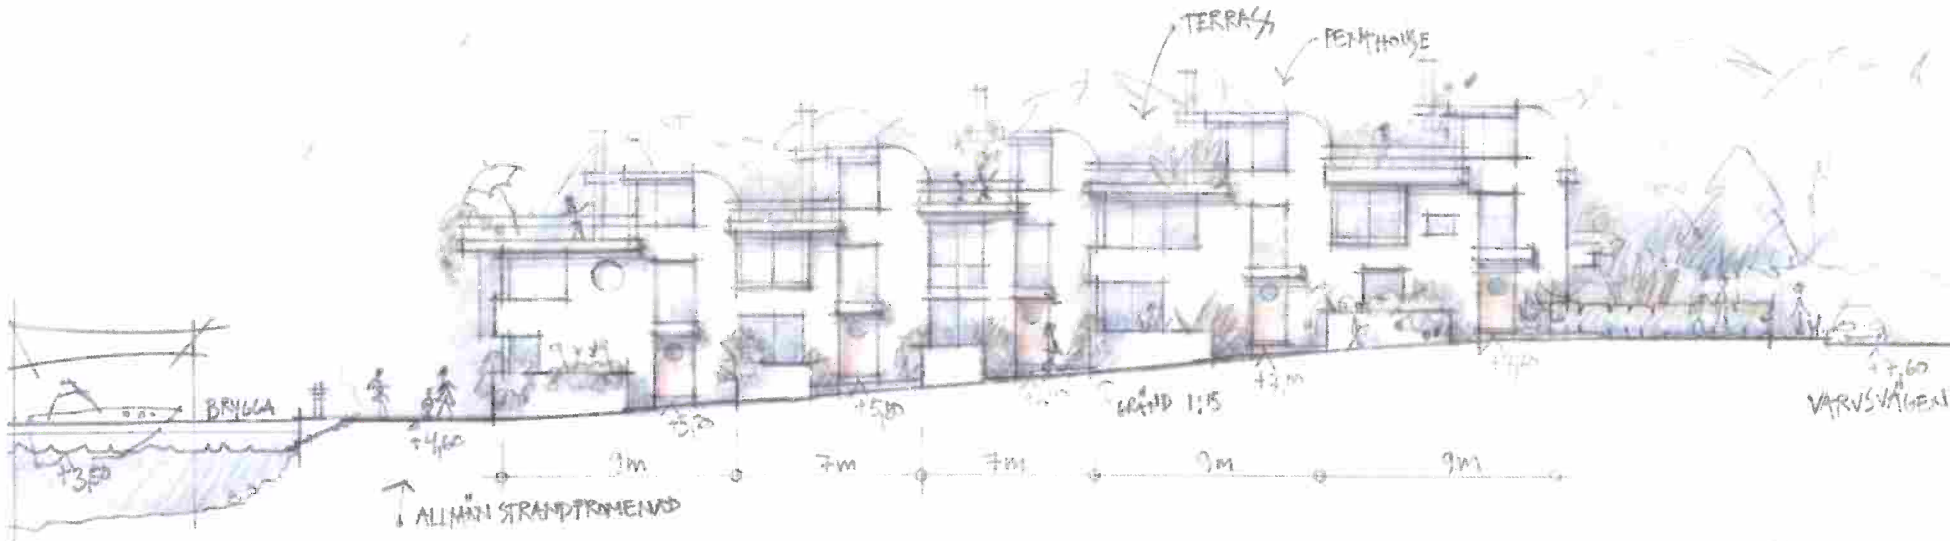 TERRASS
PENTHOUSE
BRYGGA
+3,50
+4,60
+5,20
+5,80
GRÄND 1:15
+7,60
VARVSVÄGEN
9m
7m
7m
9m
9m
ALLMÄN STRANDPROMENAD